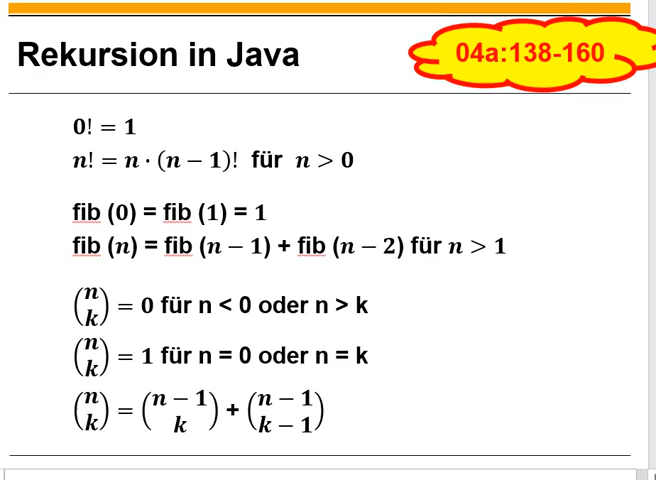 Rekursion in Java
04a:138-160
0! = 1
n! = n · (n − 1)! für n > 0
fib (0) = fib (1) = 1
fib (n) = fib (n − 1) + fib (n − 2) für n > 1
(n k) = 0 für n < 0 oder n > k
(n k) = 1 für n = 0 oder n = k
(n k) = (n − 1 k) + (n − 1 k − 1)